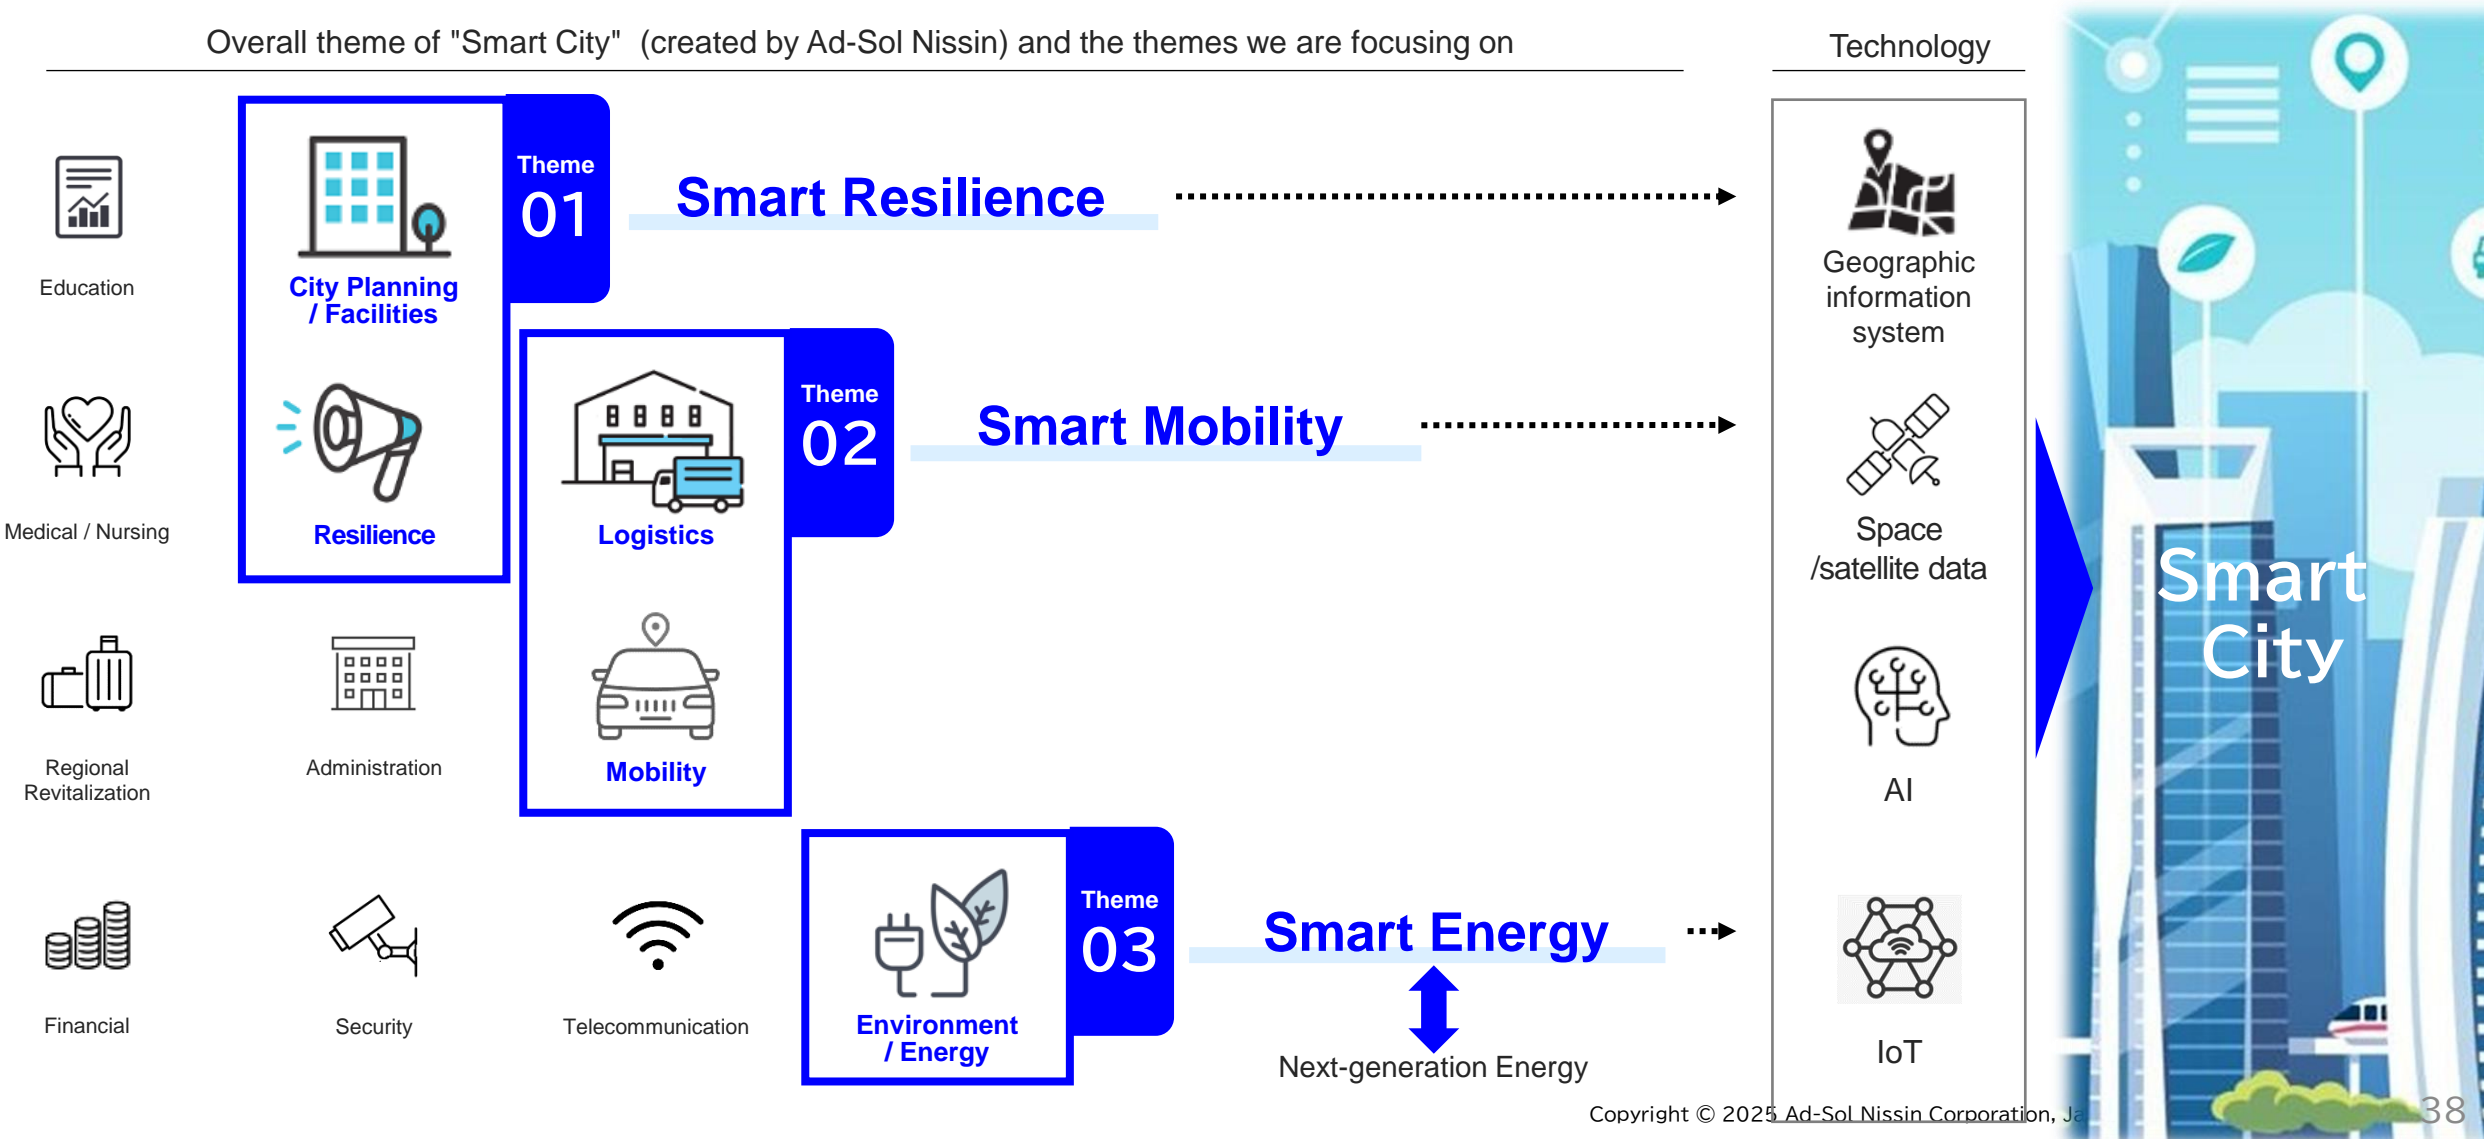 Overall theme of "Smart City" (created by Ad-Sol Nissin) and the themes we are focusing on
Technology
Education
Medical / Nursing
Regional
Revitalization
Financial
City Planning
/ Facilities
Resilience
Theme
01
Smart Resilience
Administration
Security
Logistics
Mobility
Theme
02
Smart Mobility
Telecommunication
Environment
/ Energy
Theme
03
Smart Energy
Next-generation Energy
Geographic
information
system
Space
/satellite data
AI
IoT
Smart
City
Copyright © 2025 Ad-Sol Nissin Corporation,
38